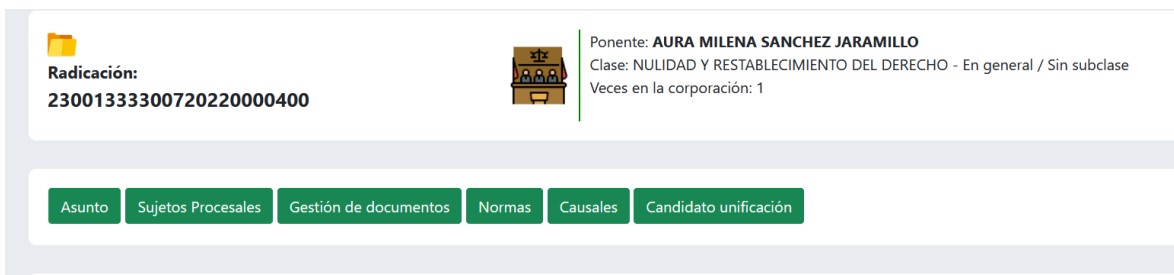 Radicación:
23001333300720220000400
Ponente: AURA MILENA SANCHEZ JARAMILLO
Clase: NULIDAD Y RESTABLECIMIENTO DEL DERECHO - En general / Sin subclase
Veces en la corporación: 1
Asunto
Sujetos Procesales
Gestión de documentos
Normas
Causales
Candidato unificación